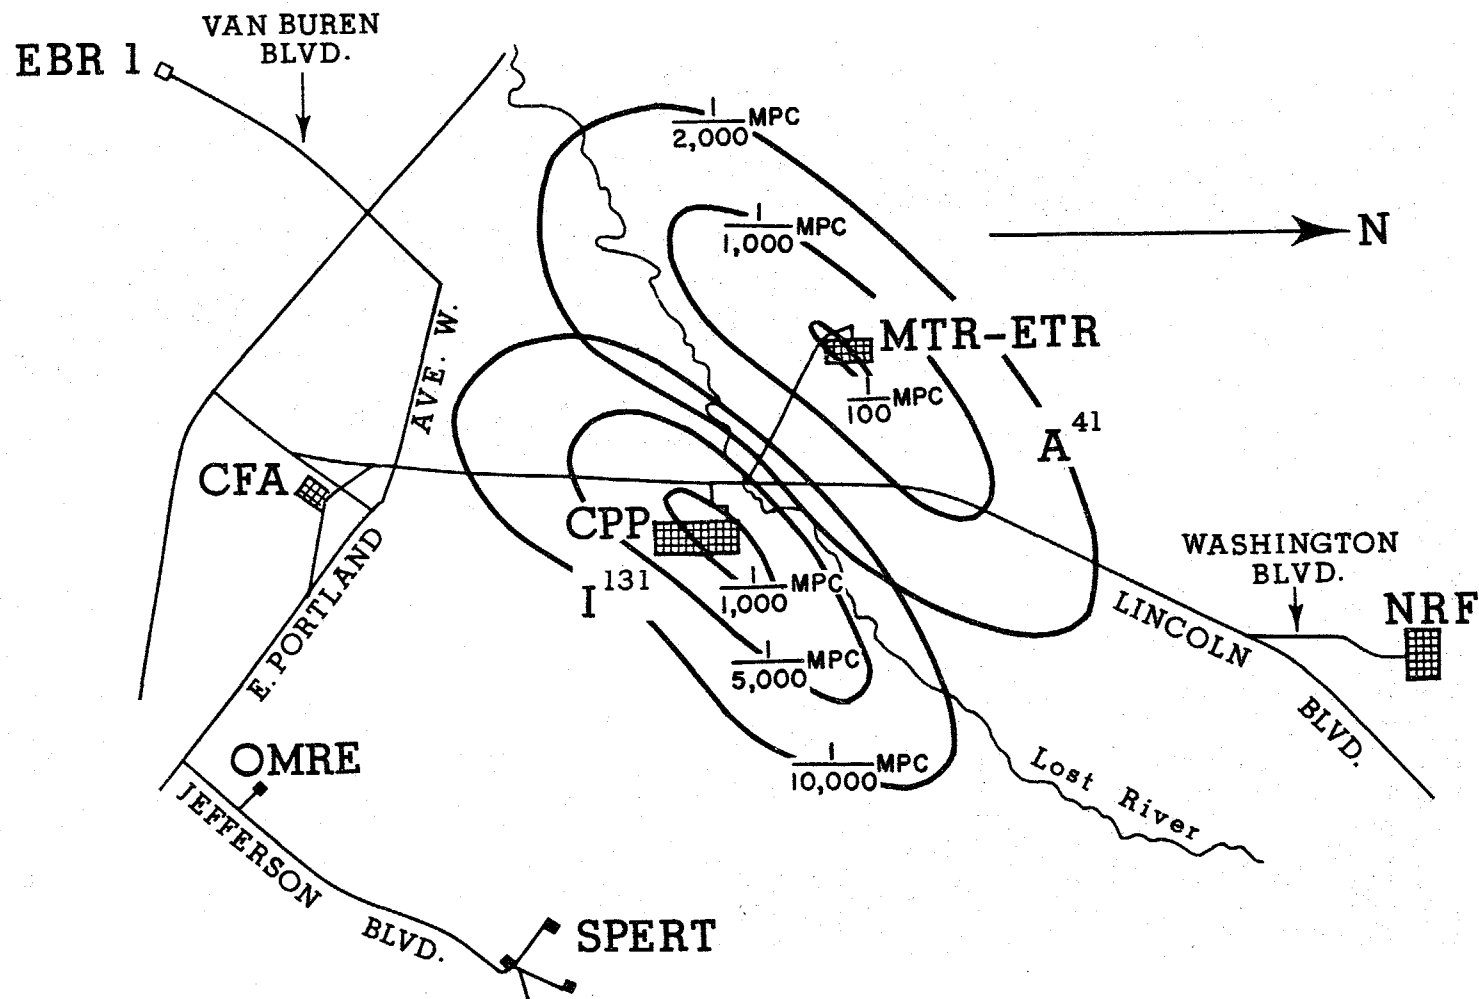 VAN BUREN
BLVD.
EBR 1
1
2,000 MPC
1
1,000 MPC
N
MTR-ETR
AVE. W.
1
100 MPC
A41
CFA
CPP
I131
1
1,000 MPC
1
5,000 MPC
1
10,000 MPC
WASHINGTON
BLVD.
NRF
LINCOLN
BLVD.
E. PORTLAND
OMRE
Lost River
JEFFERSON
BLVD.
SPERT